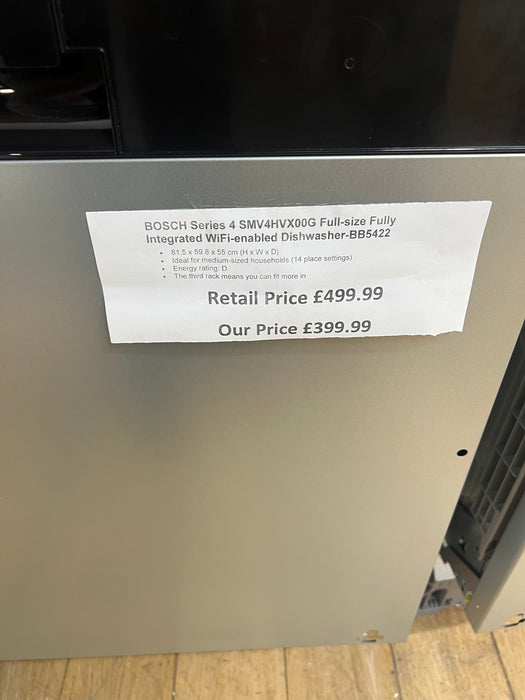 BOSCH Series 4 SMV4HVX00G Full-size Fully
Integrated WiFi-enabled Dishwasher-BB5422
• 81.5 x 59.8 x 55 cm (H x W x D)
• Ideal for medium-sized households (14 place settings)
• Energy rating: D
• The third rack means you can fit more in
Retail Price £499.99
Our Price £399.99